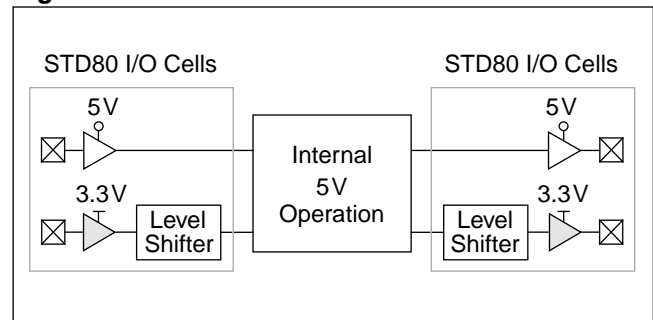 STD80 I/O Cells
STD80 I/O Cells
5V
5V
Internal
5V
Operation
3.3V
3.3V
Level
Shifter
Level
Shifter